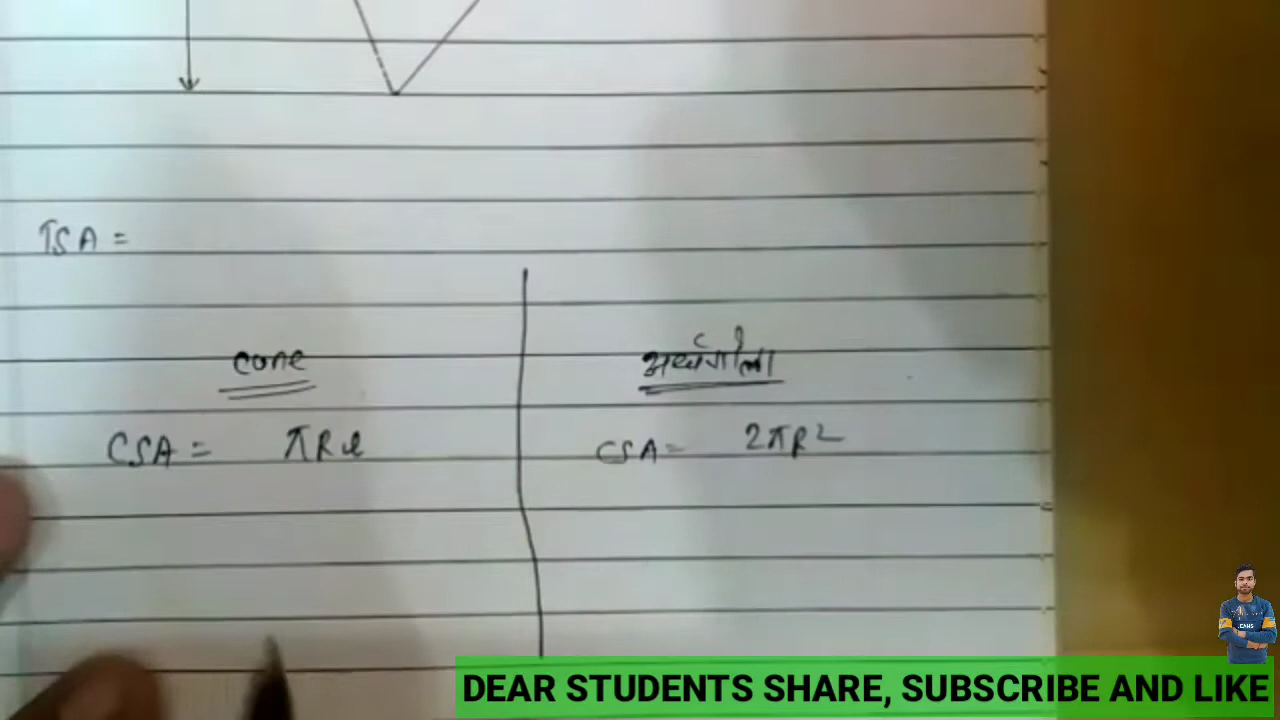 TSA =
cone
अर्धगोला
CSA = πRl
CSA = 2πR²
DEAR STUDENTS SHARE, SUBSCRIBE AND LIKE